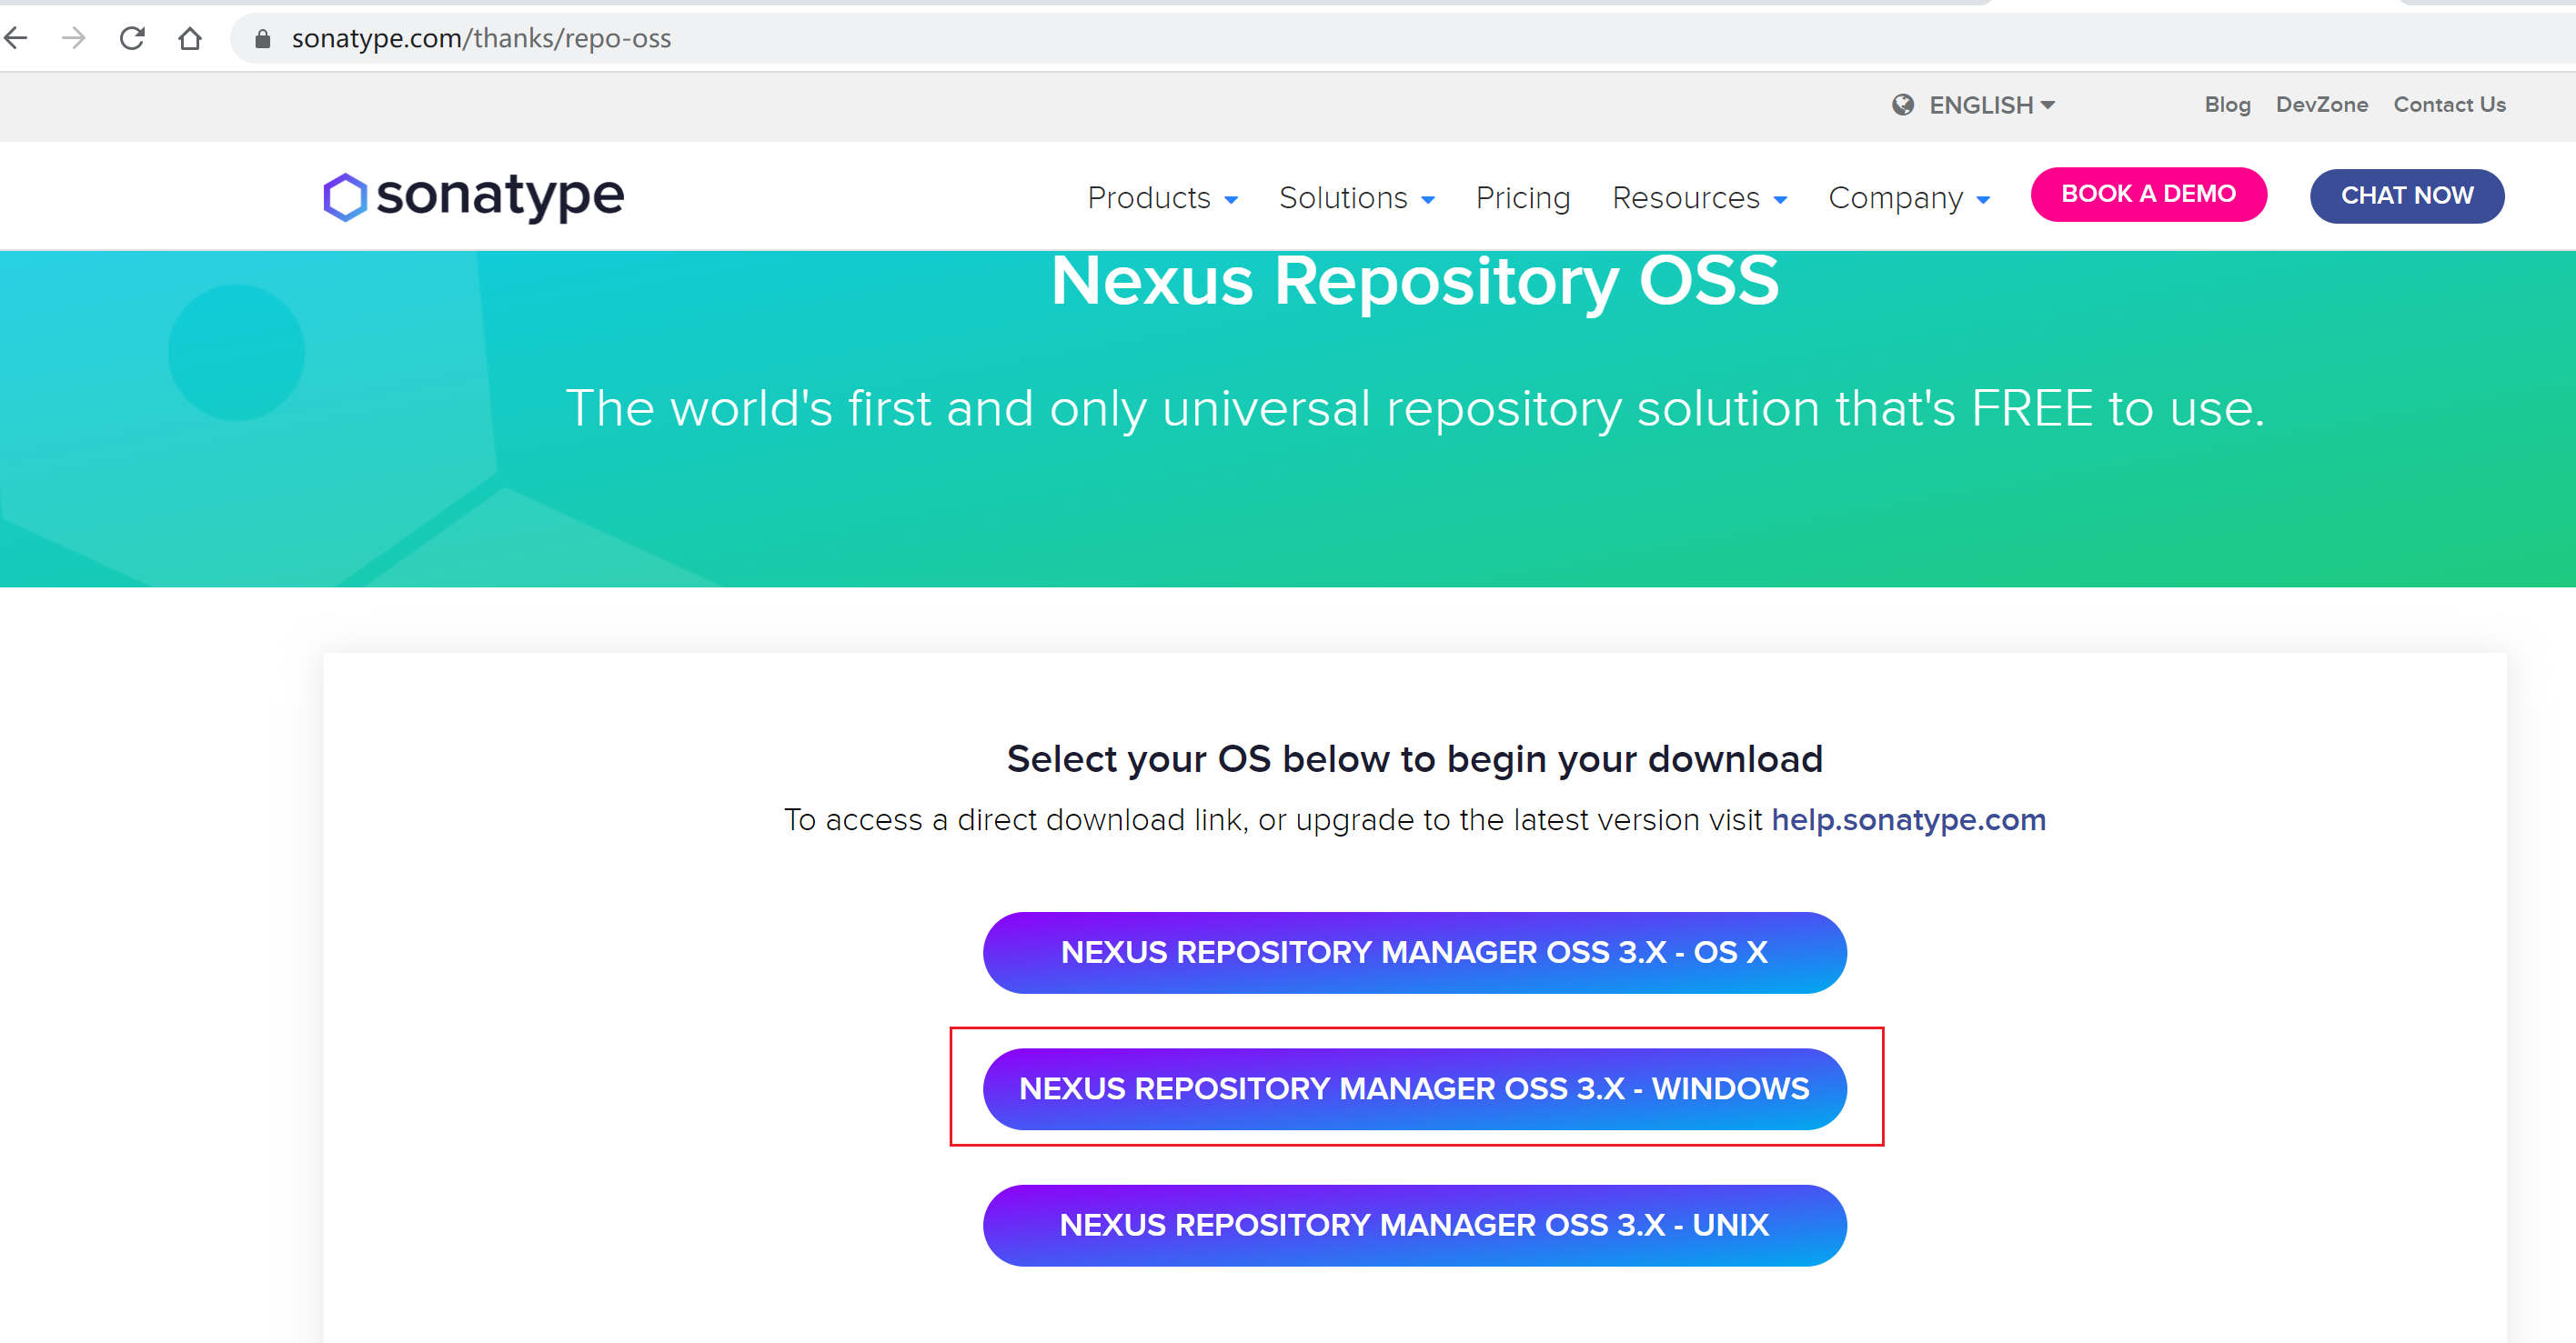 sonatype.com/thanks/repo-oss
ENGLISH
Blog DevZone Contact Us
sonatype
Products Solutions Pricing Resources Company BOOK A DEMO CHAT NOW
Nexus Repository OSS
The world's first and only universal repository solution that's FREE to use.
Select your OS below to begin your download
To access a direct download link, or upgrade to the latest version visit help.sonatype.com
NEXUS REPOSITORY MANAGER OSS 3.X - OS X
NEXUS REPOSITORY MANAGER OSS 3.X - WINDOWS
NEXUS REPOSITORY MANAGER OSS 3.X - UNIX